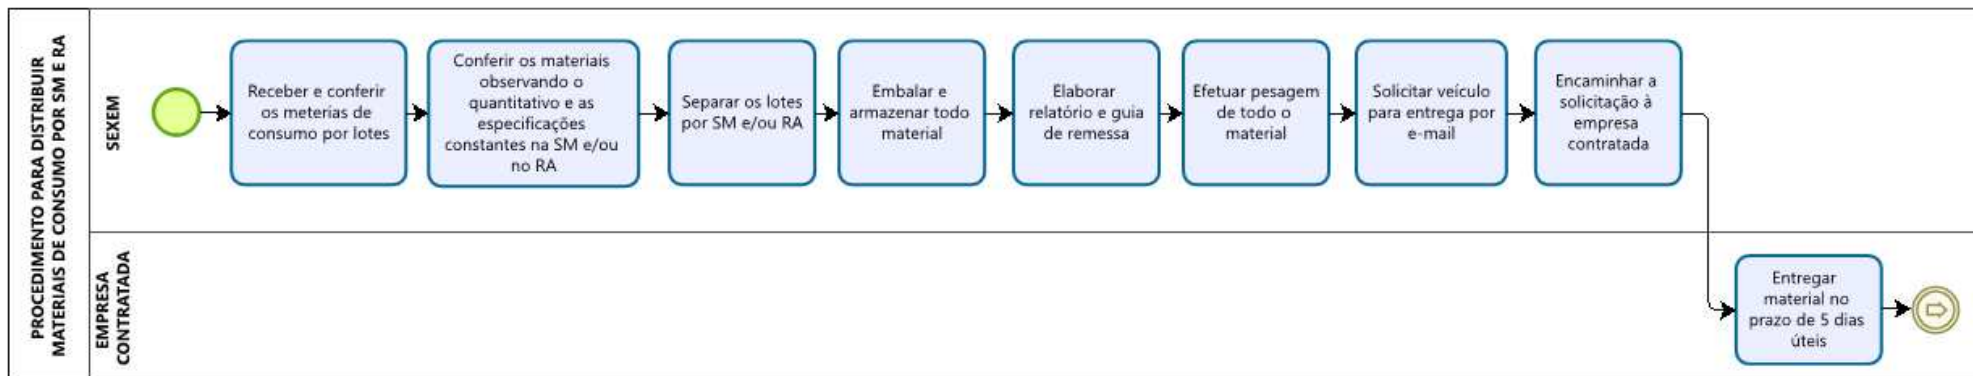 PROCEDIMENTO PARA DISTRIBUIR
MATERIAIS DE CONSUMO POR SM E RA
SEXEM
Receber e conferir
os meterias de
consumo por lotes
Conferir os materiais
observando o
quantitativo e as
especificações
constantes na SM e/ou
no RA
Separar os lotes
por SM e/ou RA
Embalar e
armazenar todo
material
Elaborar
relatório e guia
de remessa
Efetuar pesagem
de todo o
material
Solicitar veículo
para entrega por
e-mail
Encaminhar a
solicitação à
empresa
contratada
EMPRESA
CONTRATADA
Entregar
material no
prazo de 5 dias
úteis